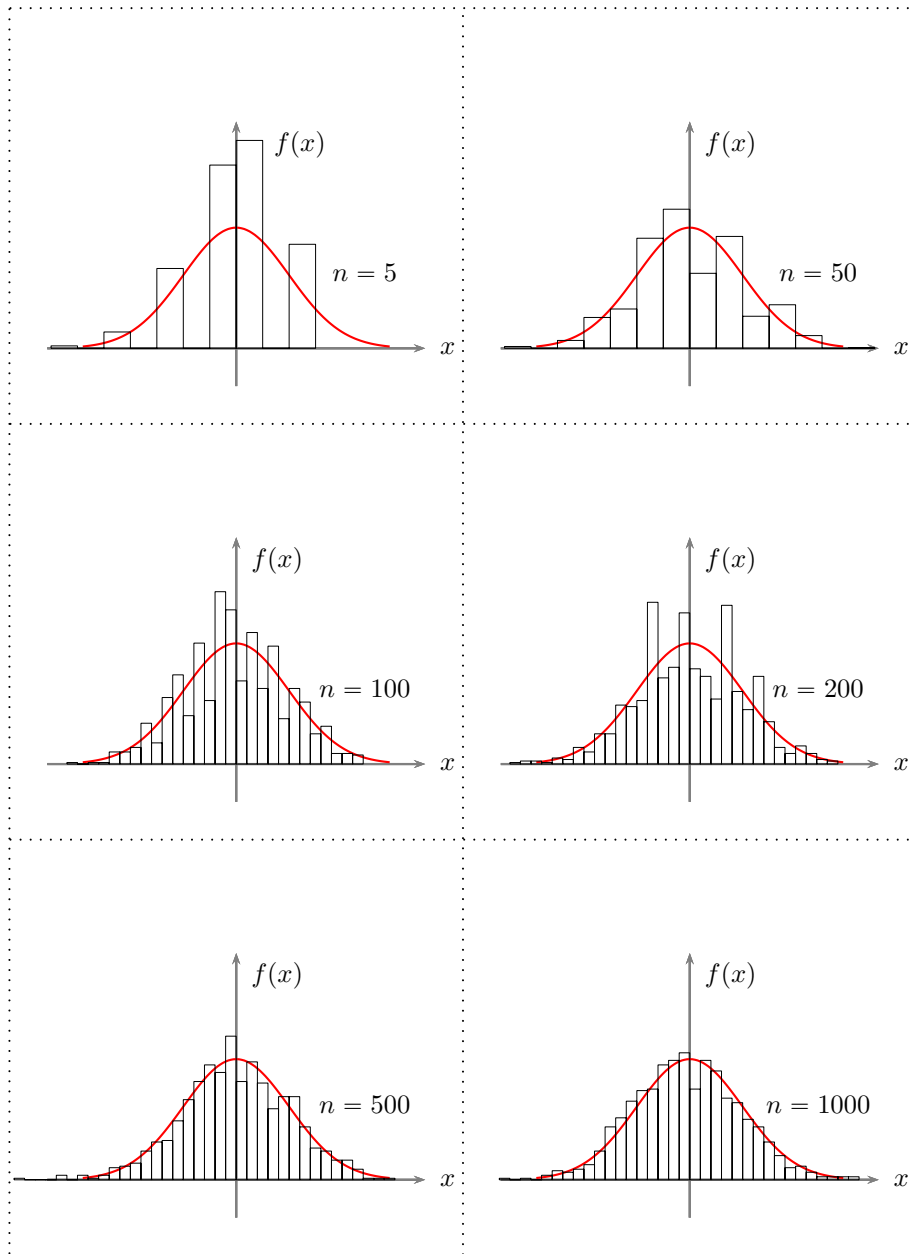 f(x)
n = 5
x
f(x)
n = 50
x
f(x)
n = 100
x
f(x)
n = 200
x
f(x)
n = 500
x
f(x)
n = 1000
x